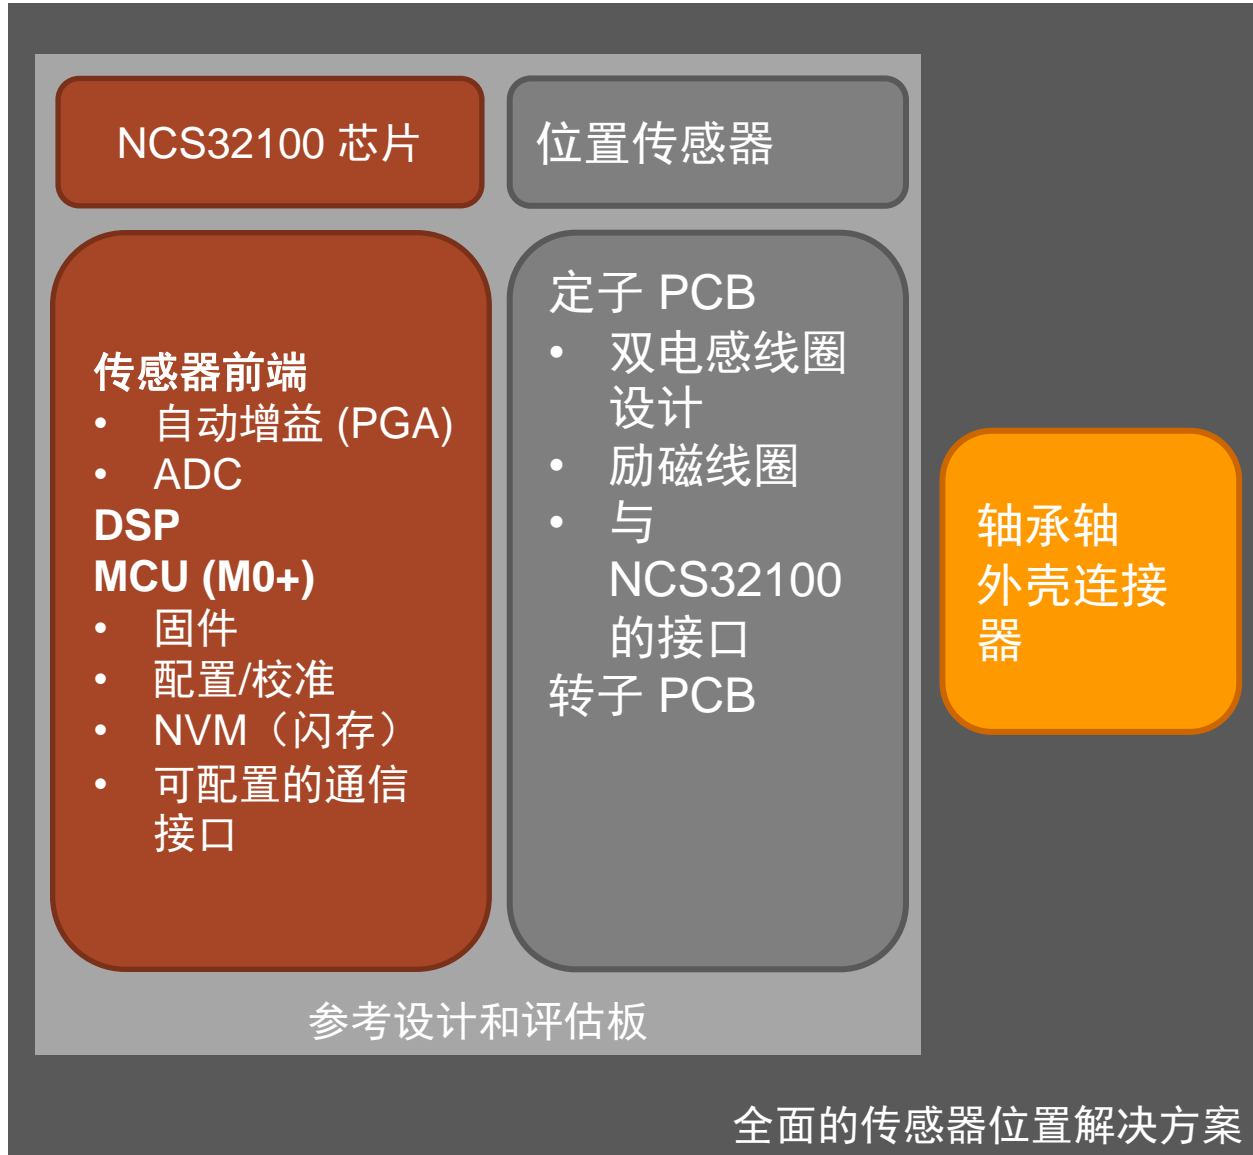 NCS32100 芯片
位置传感器
传感器前端
• 自动增益 (PGA)
• ADC
DSP
MCU (M0+)
• 固件
• 配置/校准
• NVM（闪存）
• 可配置的通信
接口
定子 PCB
• 双电感线圈
设计
• 励磁线圈
• 与
NCS32100
的接口
转子 PCB
轴承轴
外壳连接
器
参考设计和评估板
全面的传感器位置解决方案